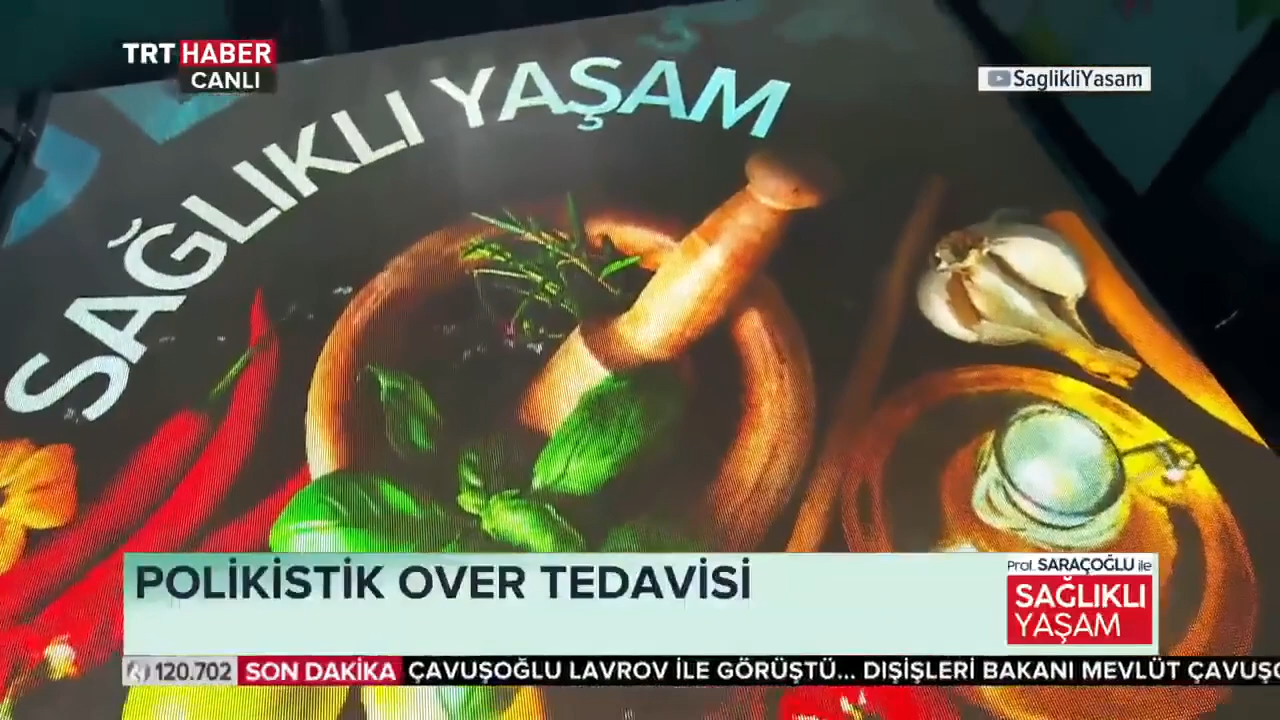 TRT HABER
CANLI
SaglikliYasam
SAĞLIKLI YAŞAM
POLİKİSTİK OVER TEDAVİSİ
Prof. SARAÇOĞLU ile
SAĞLIKLI
YAŞAM
120.702 SON DAKİKA ÇAVUŞOĞLU LAVROV İLE GÖRÜŞTÜ... DIŞİŞLERİ BAKANI MEVLÜT ÇAVUŞO